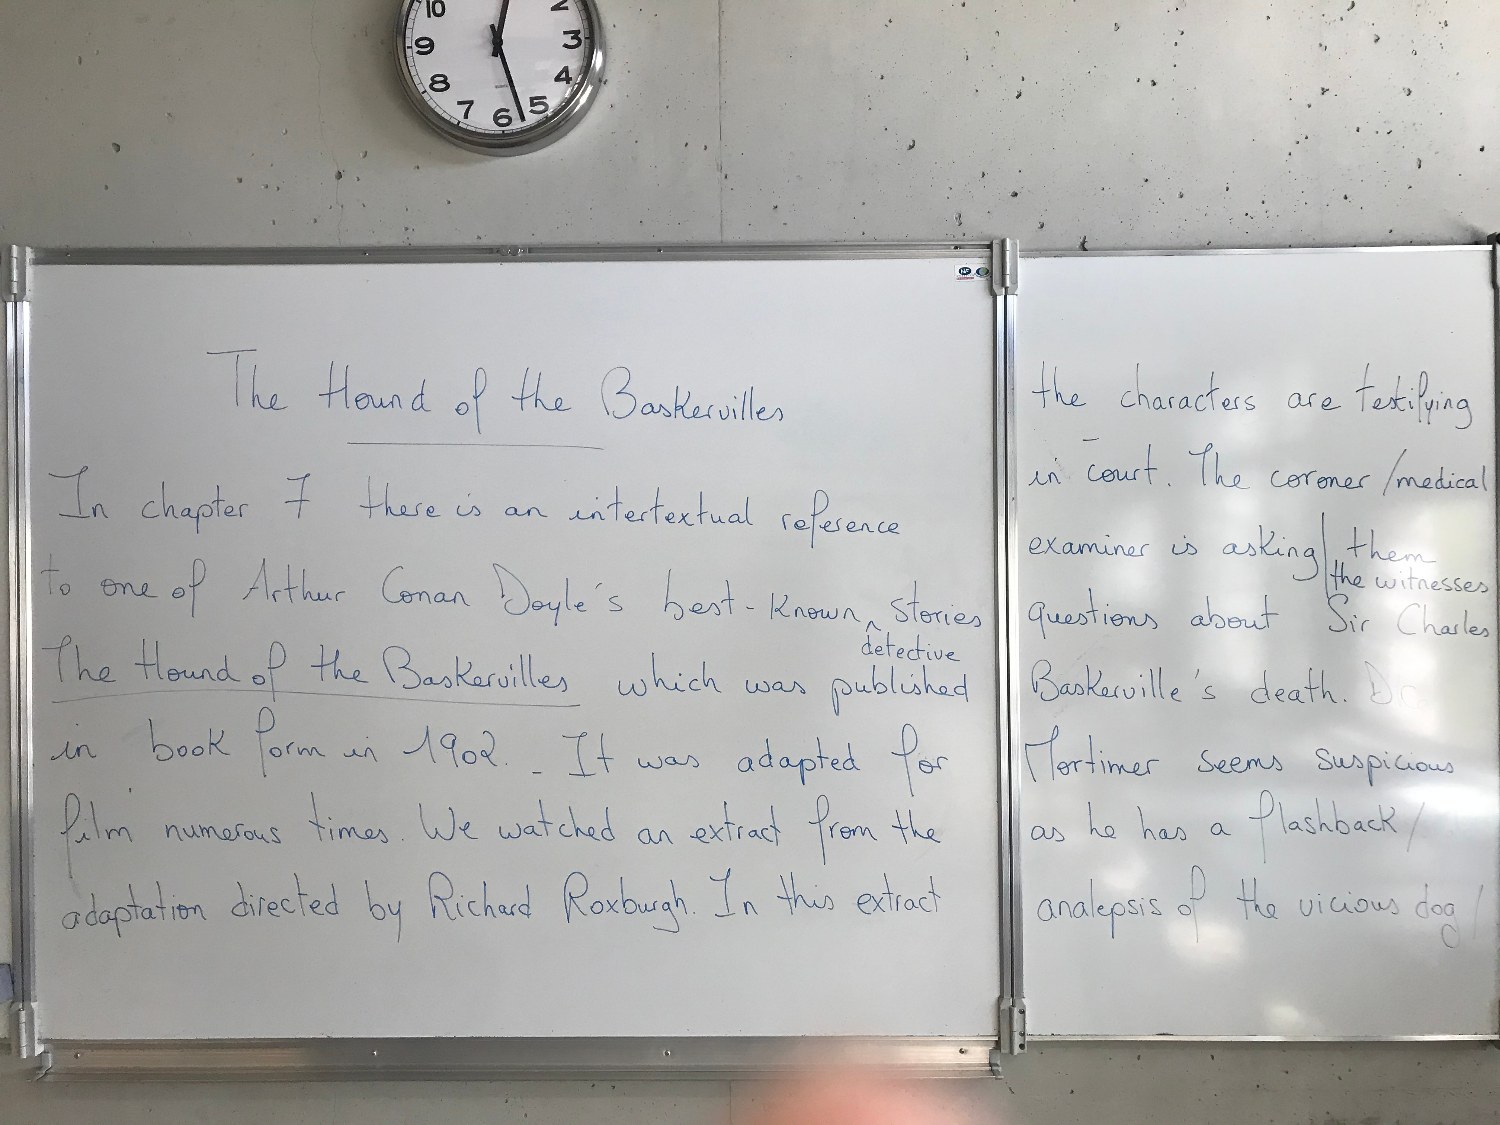 10 2
9 3
8 4
7 6 5
NF
The Hound of the Baskervilles
In chapter 7 there is an intertextual reference
to one of Arthur Conan Doyle's best-known ^ stories
detective
The Hound of the Baskervilles which was published
in book form in 1902. _ It was adapted for
film numerous times. We watched an extract from the
adaptation directed by Richard Roxburgh. In this extract
the characters are testifying
in court. The coroner / medical
examiner is asking | them
the witnesses
questions about Sir Charles
Baskerville's death. Dr
Mortimer seems suspicious
as he has a flashback /
analepsis of the vicious dog /